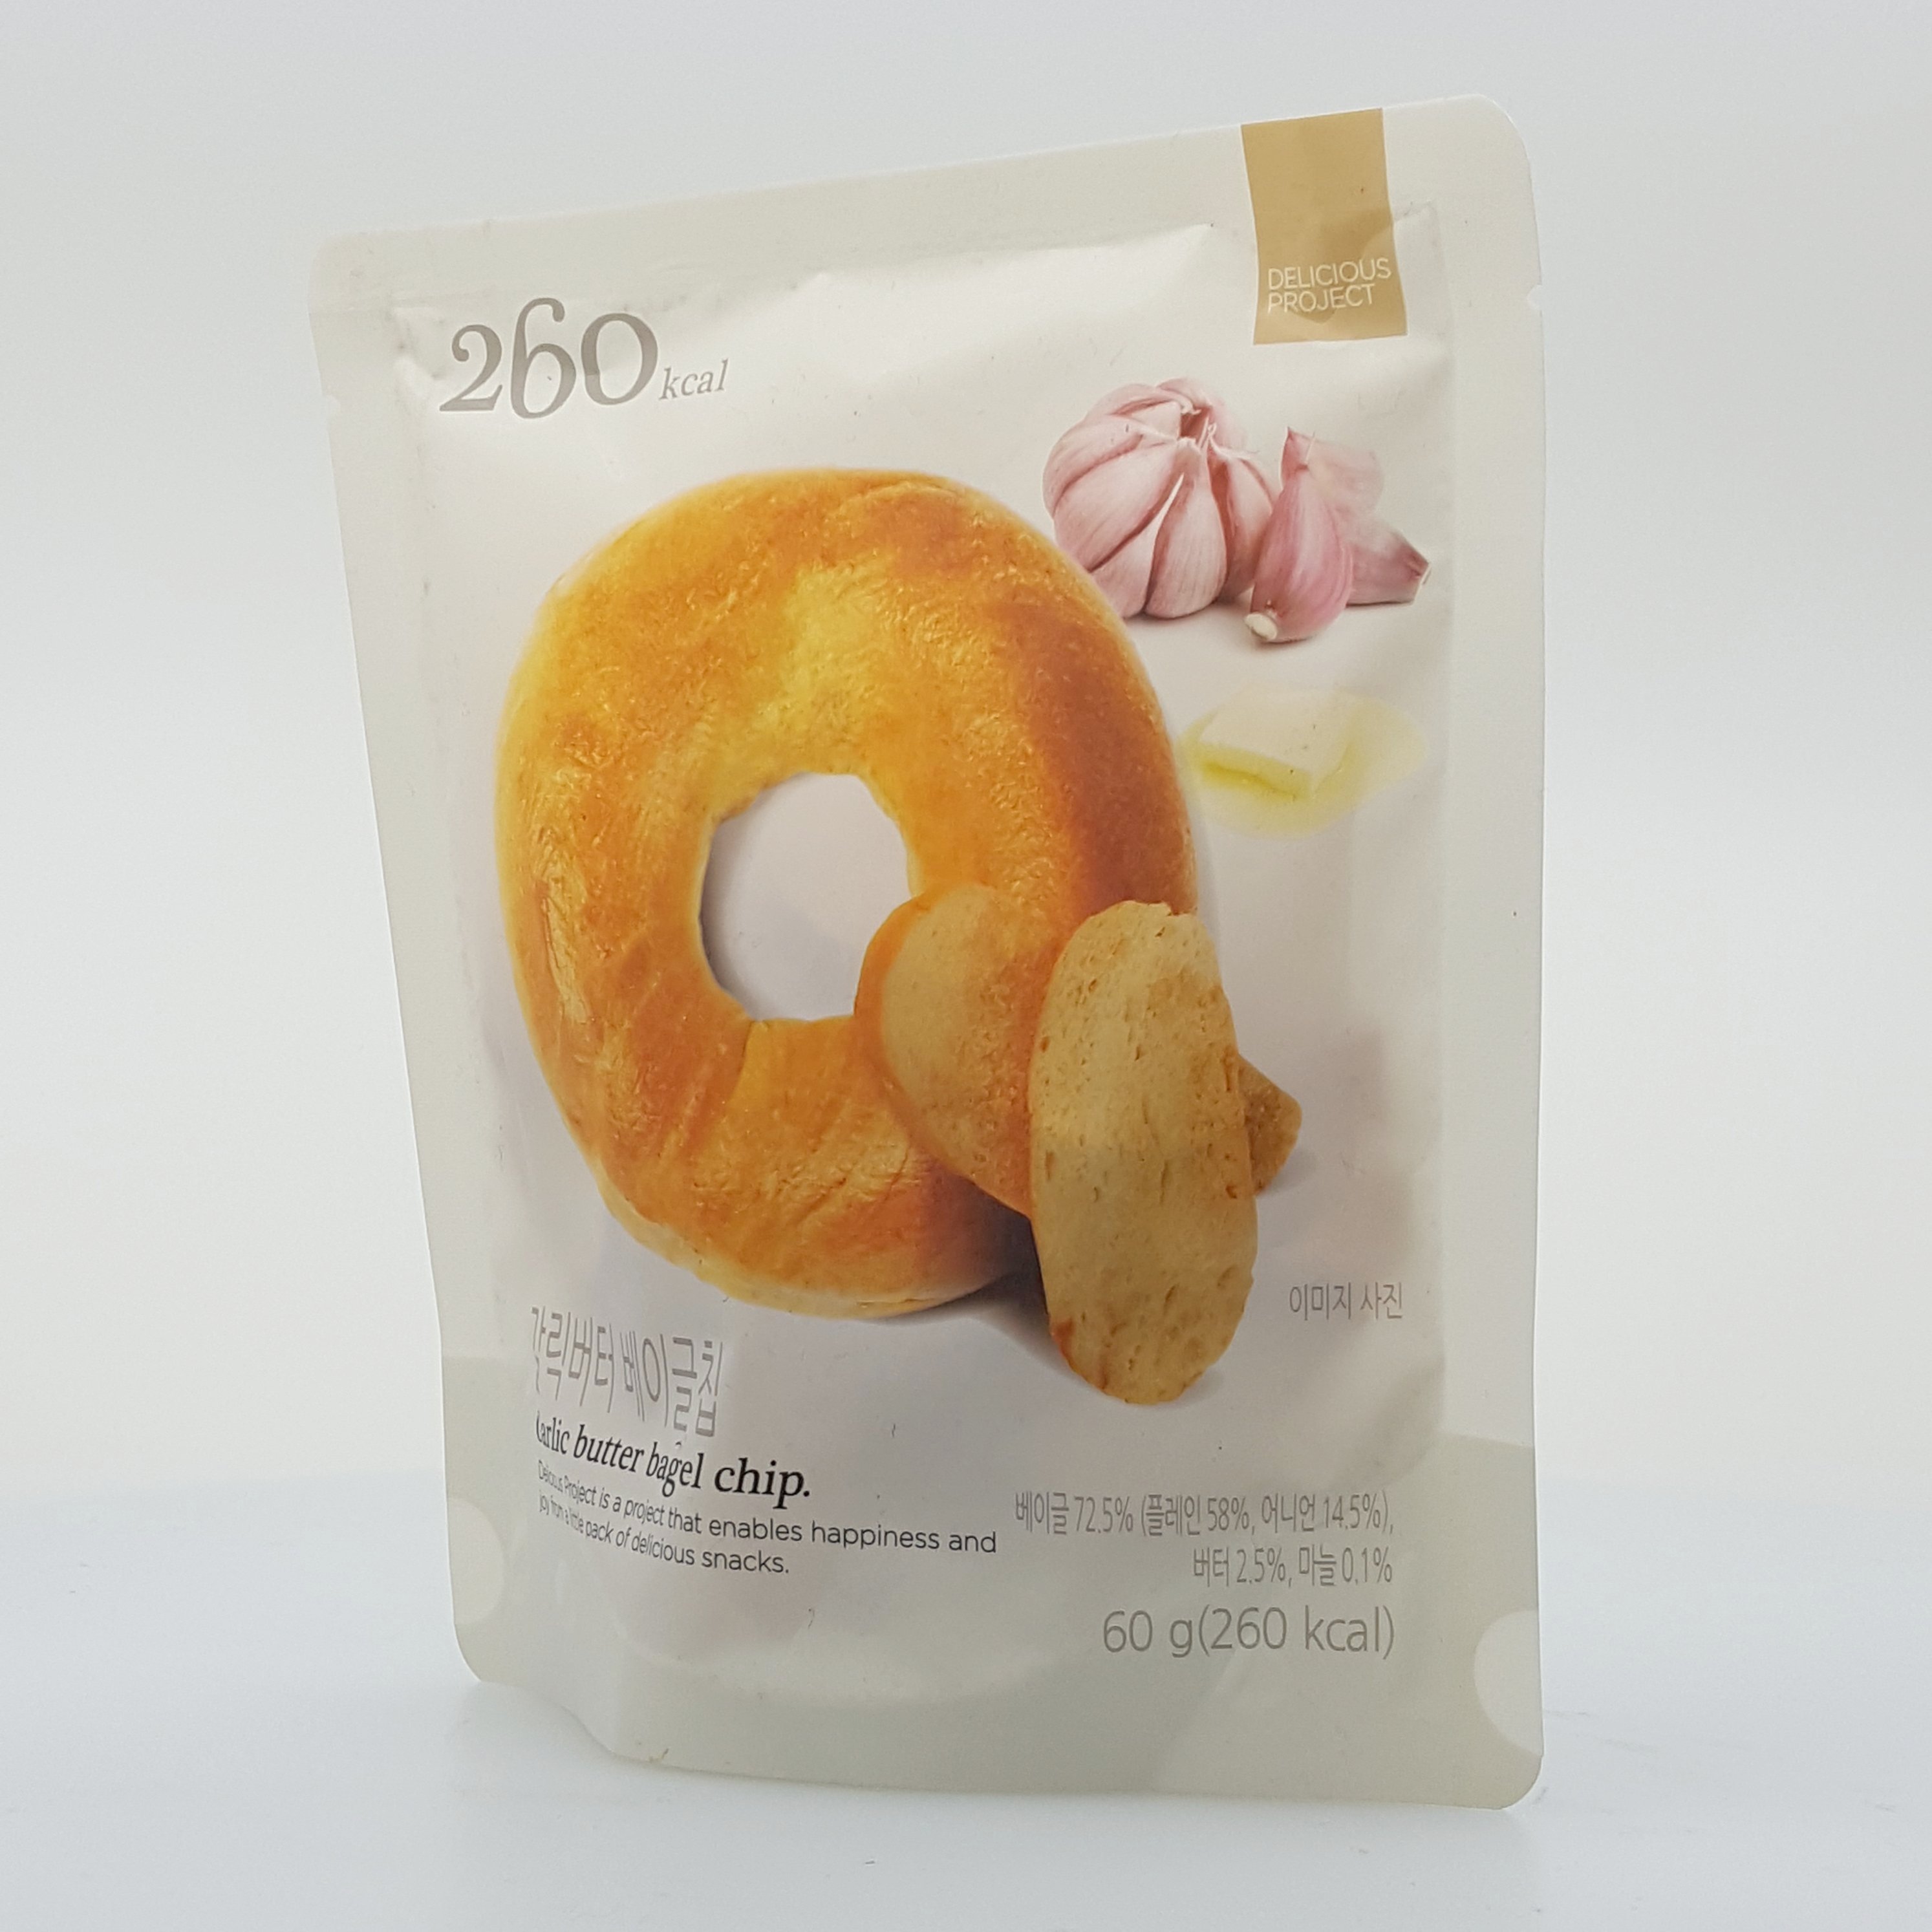 DELICIOUS
PROJECT
260 kcal
이미지 사진
갈릭버터 베이글칩
Garlic butter bagel chip.
Delicious Project is a project that enables happiness and
joy from a little pack of delicious snacks.
베이글 72.5% (플레인 58%, 어니언 14.5%),
버터 2.5%, 마늘 0.1%
60 g(260 kcal)